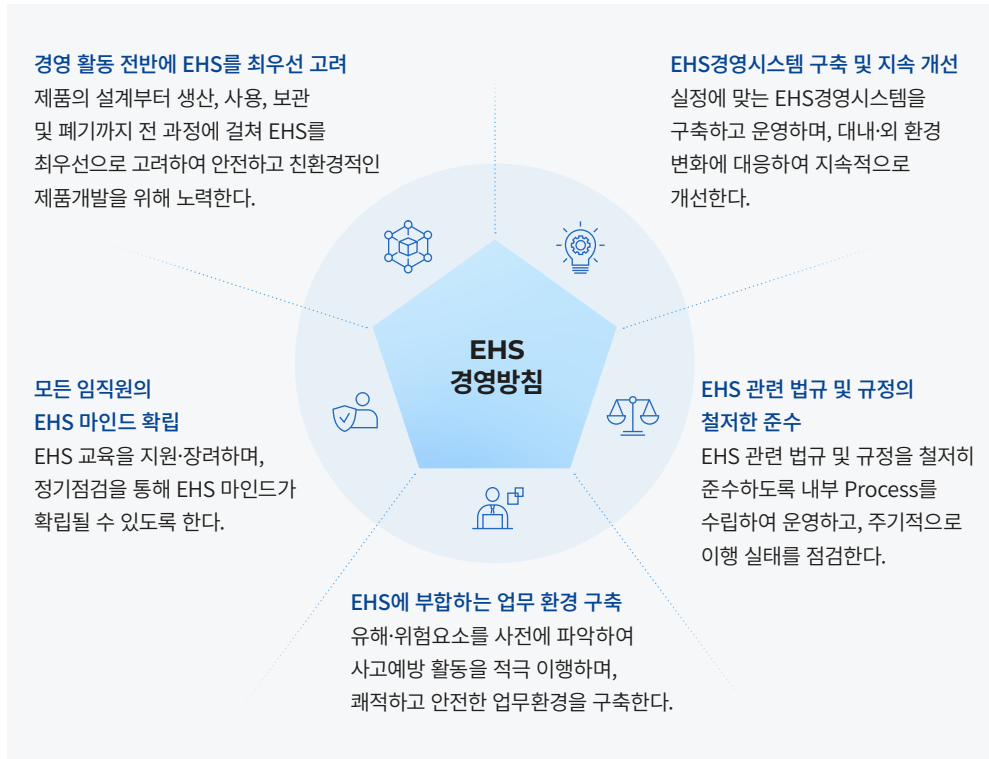 경영 활동 전반에 EHS를 최우선 고려
제품의 설계부터 생산, 사용, 보관
및 폐기까지 전 과정에 걸쳐 EHS를
최우선으로 고려하여 안전하고 친환경적인
제품개발을 위해 노력한다.
EHS경영시스템 구축 및 지속 개선
실정에 맞는 EHS경영시스템을
구축하고 운영하며, 대내·외 환경
변화에 대응하여 지속적으로
개선한다.
EHS
경영방침
모든 임직원의
EHS 마인드 확립
EHS 교육을 지원·장려하며,
정기점검을 통해 EHS 마인드가
확립될 수 있도록 한다.
EHS 관련 법규 및 규정의
철저한 준수
EHS 관련 법규 및 규정을 철저히
준수하도록 내부 Process를
수립하여 운영하고, 주기적으로
이행 실태를 점검한다.
EHS에 부합하는 업무 환경 구축
유해·위험요소를 사전에 파악하여
사고예방 활동을 적극 이행하며,
쾌적하고 안전한 업무환경을 구축한다.